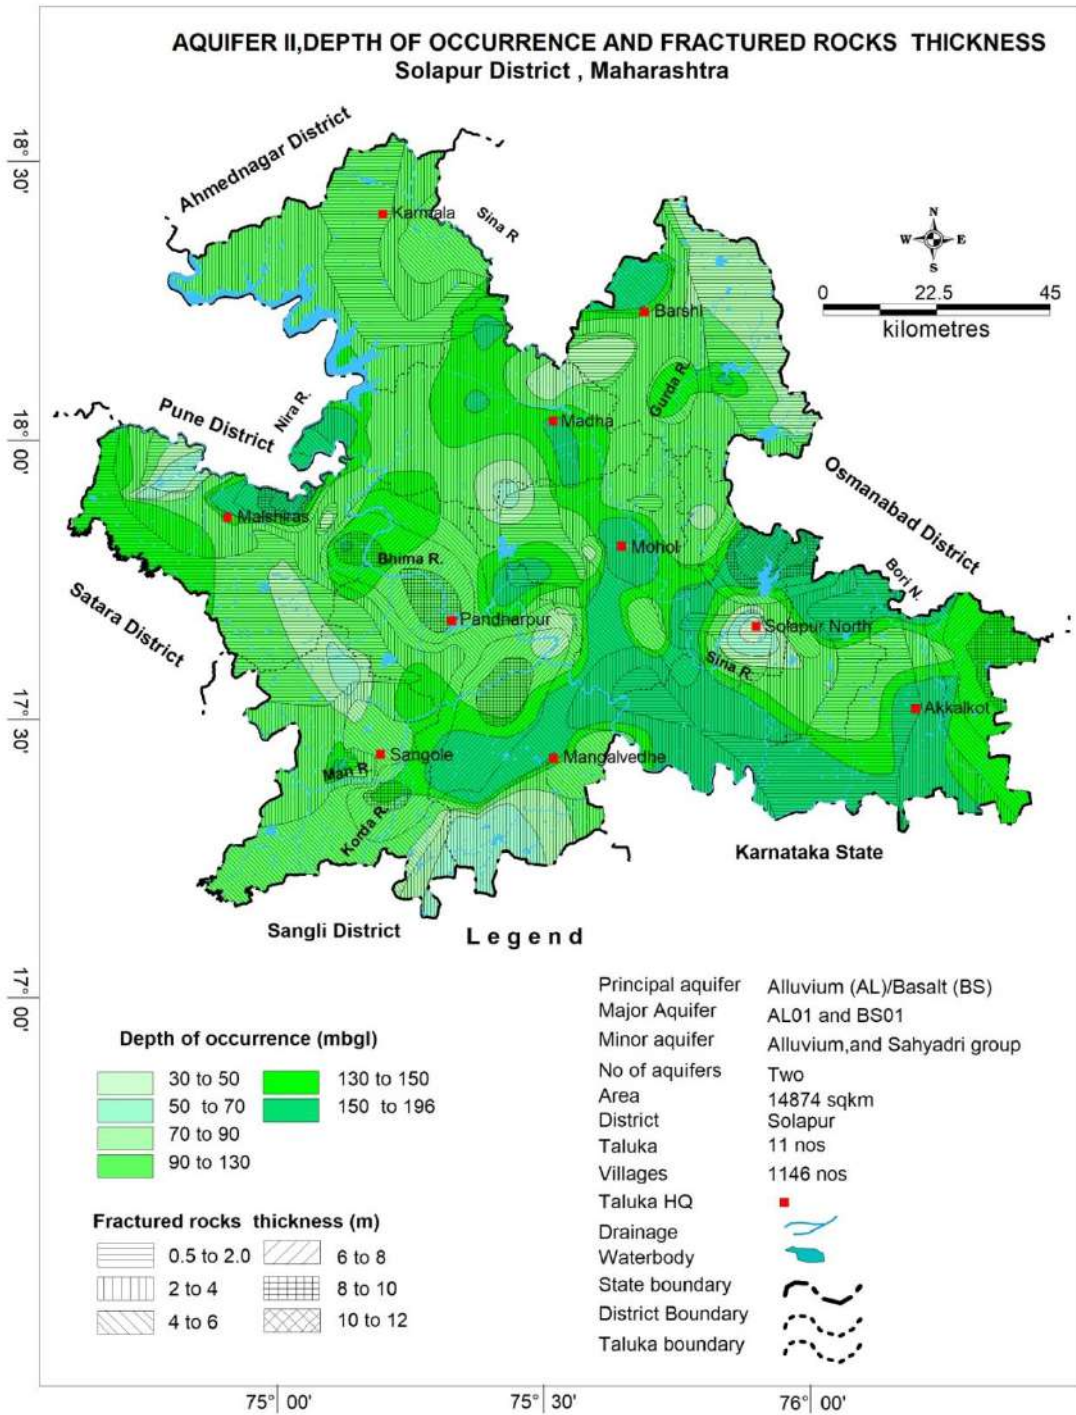 AQUIFER II,DEPTH OF OCCURRENCE AND FRACTURED ROCKS THICKNESS
Solapur District , Maharashtra
18° 30'
18° 00'
17° 30'
17° 00'
Ahmednagar District
Karmala
Sina R
N
W E
S
0 22.5 45
kilometres
Barshi
Gurda R.
Nira R.
Pune District
Madha
Osmanabad District
Malshiras
Mohol
Bhima R.
Bori N.
Satara District
Pandharpur
Solapur North
Sina R.
Akkalkot
Sangole
Mangalvedhe
Man R.
Korda R.
Karnataka State
Sangli District
Legend
Principal aquifer Alluvium (AL)/Basalt (BS)
Major Aquifer AL01 and BS01
Minor aquifer Alluvium,and Sahyadri group
No of aquifers Two
Area 14874 sqkm
District Solapur
Taluka 11 nos
Villages 1146 nos
Taluka HQ
Drainage
Waterbody
State boundary
District Boundary
Taluka boundary
Depth of occurrence (mbgl)
30 to 50 130 to 150
50 to 70 150 to 196
70 to 90
90 to 130
Fractured rocks thickness (m)
0.5 to 2.0 6 to 8
2 to 4 8 to 10
4 to 6 10 to 12
75° 00' 75° 30' 76° 00'